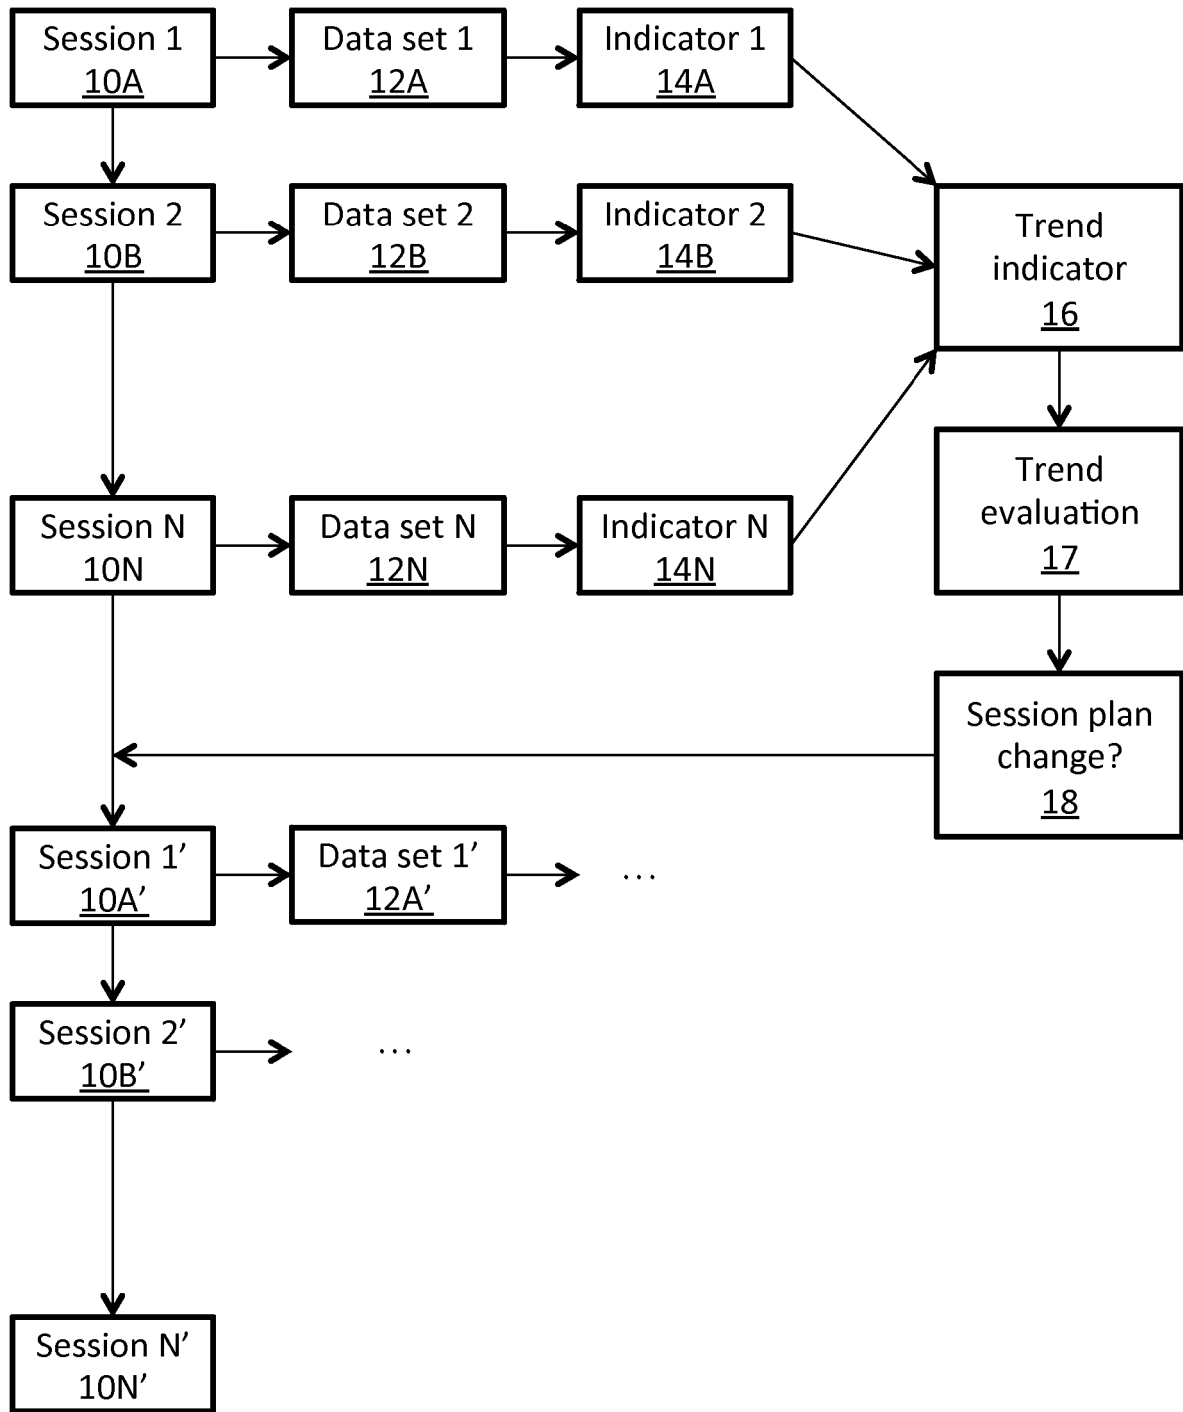 Session 1
10A
Data set 1
12A
Indicator 1
14A
Session 2
10B
Data set 2
12B
Indicator 2
14B
Trend
indicator
16
Trend
evaluation
17
Session N
10N
Data set N
12N
Indicator N
14N
Session plan
change?
18
Session 1’
10A’
Data set 1’
12A’
...
Session 2’
10B’
...
Session N’
10N’